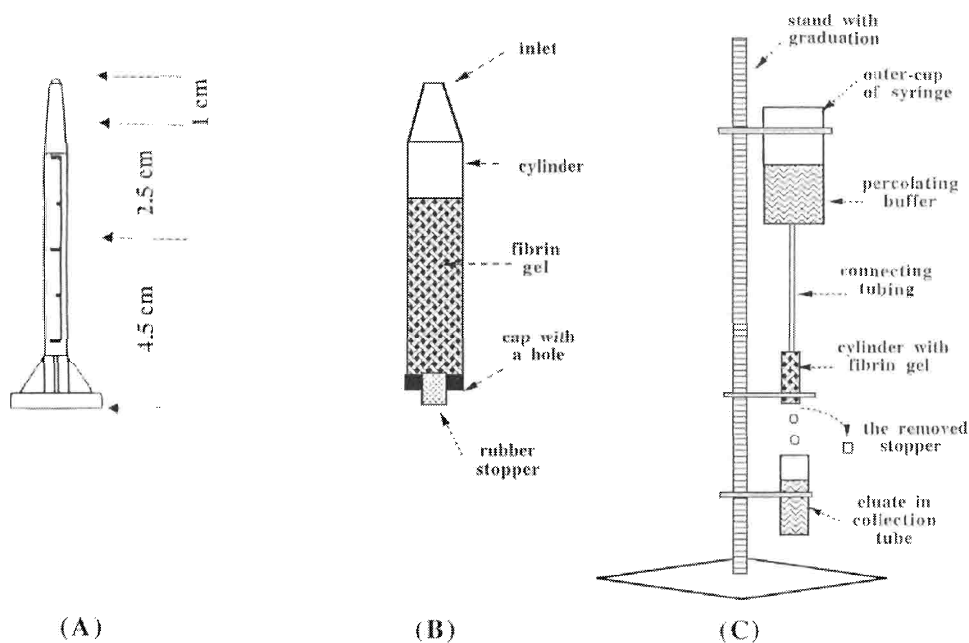 1 cm
2.5 cm
4.5 cm
(A)
inlet
cylinder
fibrin
gel
cap with
a hole
rubber
stopper
(B)
stand with
graduation
outer-cup
of syringe
percolating
buffer
connecting
tubing
cylinder with
fibrin gel
the removed
stopper
eluate in
collection
tube
(C)